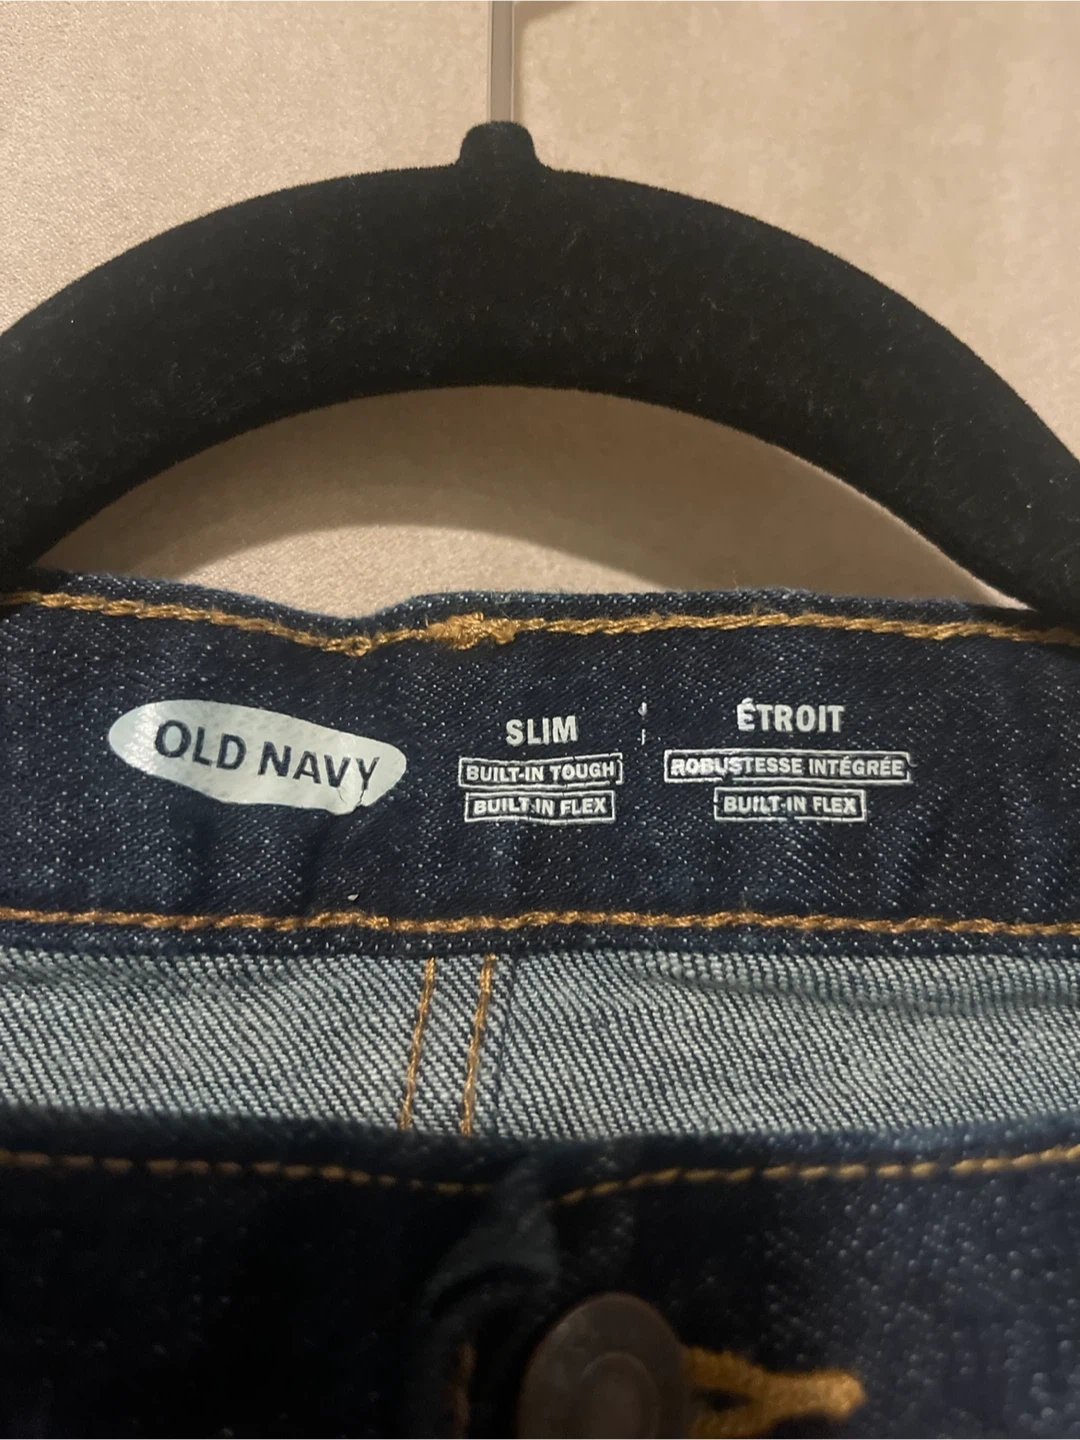 OLD NAVY
SLIM
BUILT-IN TOUGH
BUILT-IN FLEX
ÉTROIT
ROBUSTESSE INTÉGRÉE
BUILT-IN FLEX